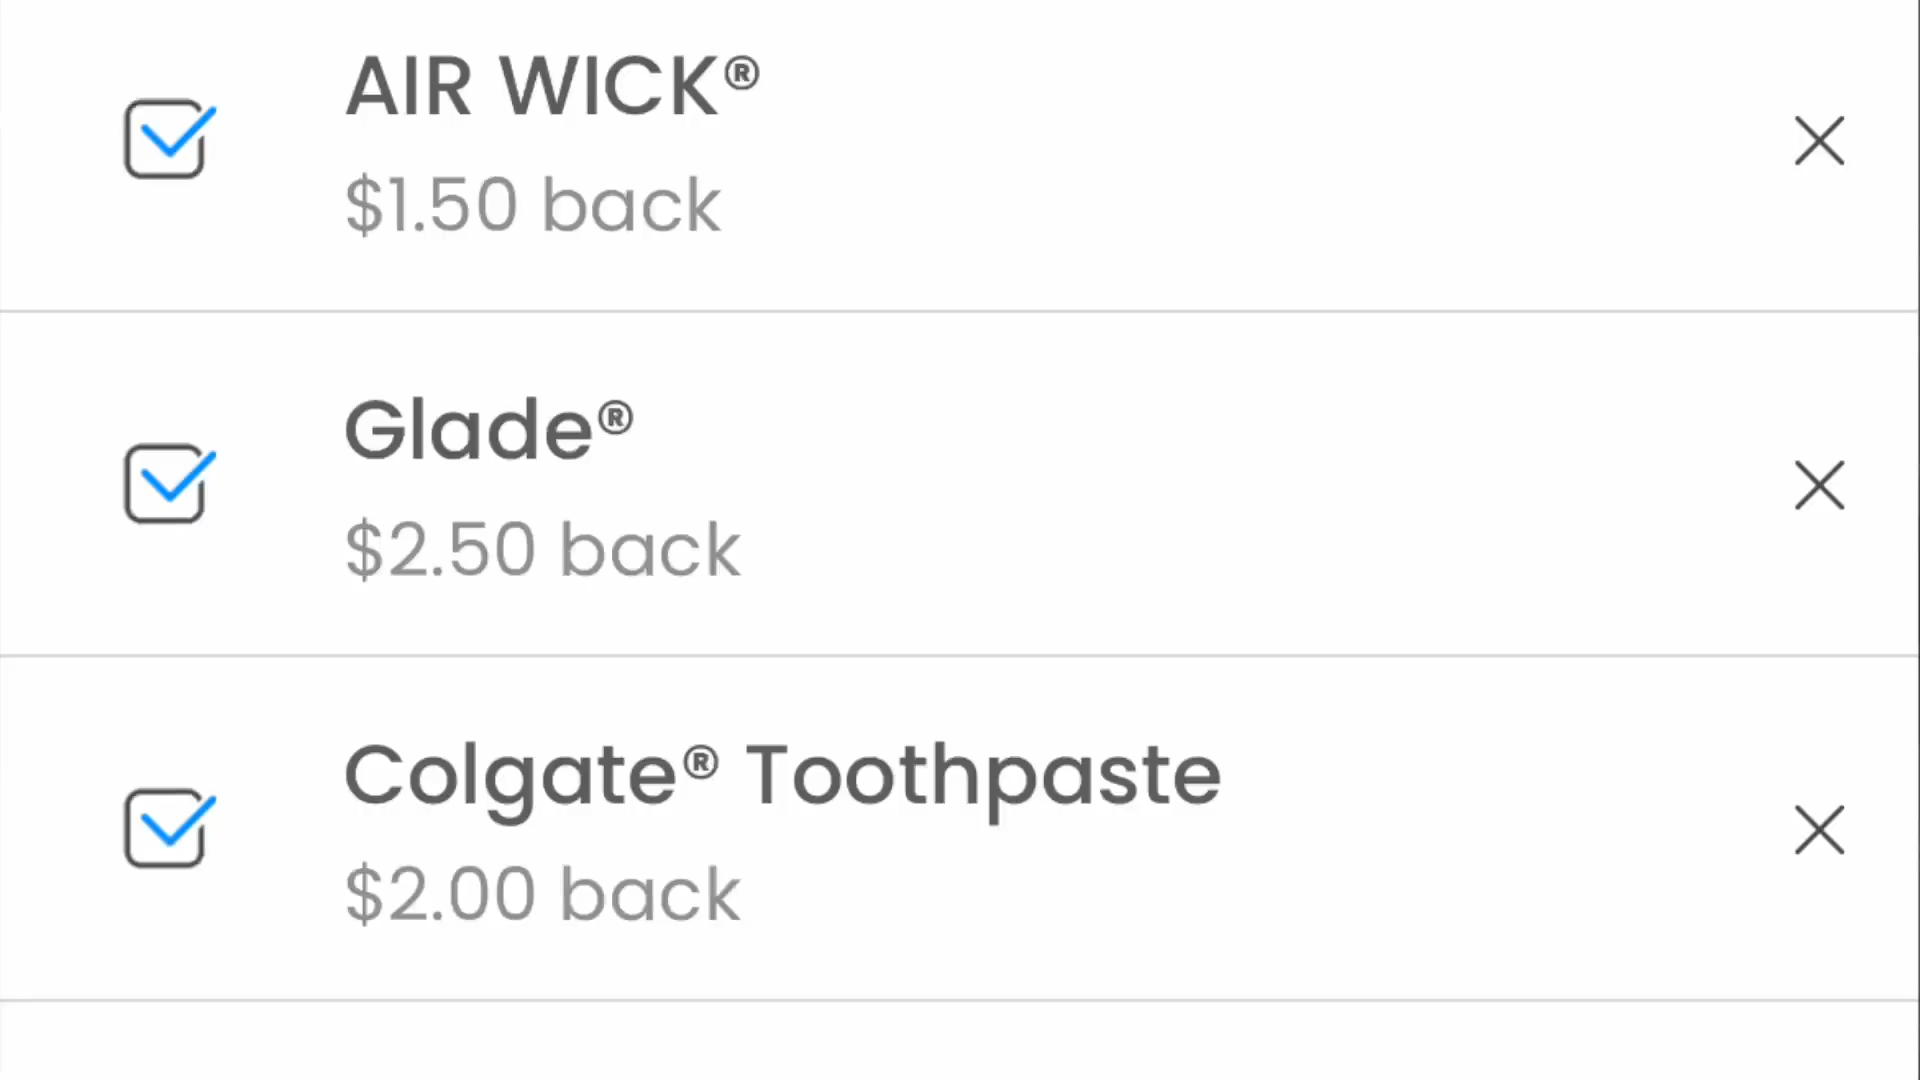 AIR WICK®
$1.50 back
Glade®
$2.50 back
Colgate® Toothpaste
$2.00 back